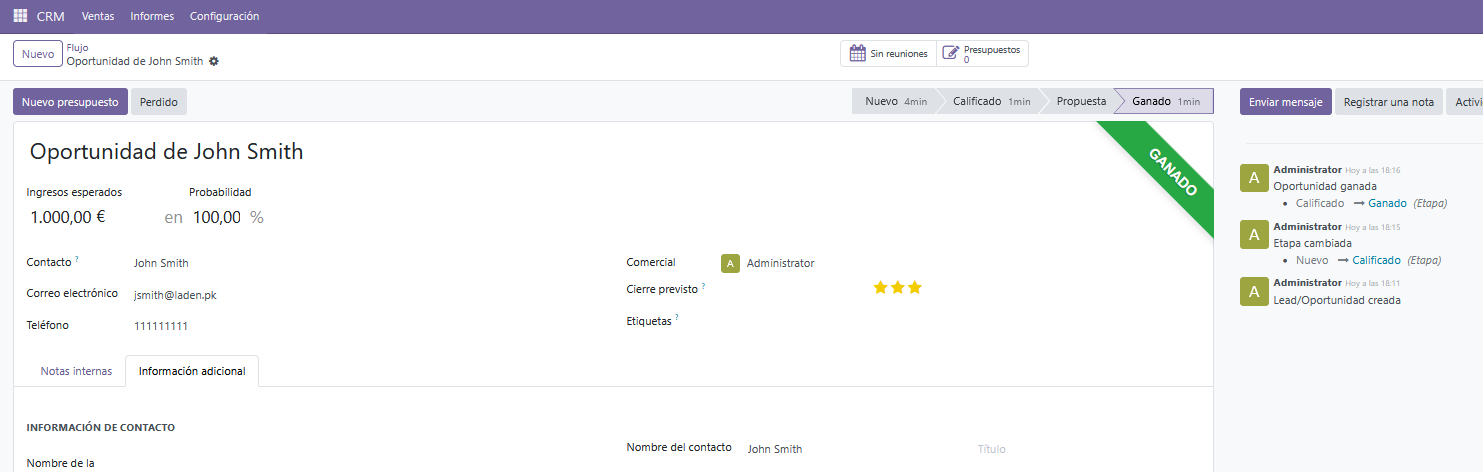 CRM Ventas Informes Configuración
Nuevo
Flujo
Oportunidad de John Smith
Sin reuniones
Presupuestos
0
Nuevo presupuesto Perdido
Nuevo 4min Calificado 1min Propuesta Ganado 1min
Enviar mensaje Registrar una nota Activi
Oportunidad de John Smith
GANADO
Ingresos esperados Probabilidad
1.000,00 € en 100,00 %
Contacto ? John Smith
Correo electrónico jsmith@laden.pk
Teléfono 111111111
Comercial A Administrator
Cierre previsto ?
Etiquetas ?
Notas internas Información adicional
INFORMACIÓN DE CONTACTO
Nombre de la
Nombre del contacto John Smith Título
A Administrator Hoy a las 18:16
Oportunidad ganada
• Calificado → Ganado (Etapa)
A Administrator Hoy a las 18:15
Etapa cambiada
• Nuevo → Calificado (Etapa)
A Administrator Hoy a las 18:11
Lead/Oportunidad creada